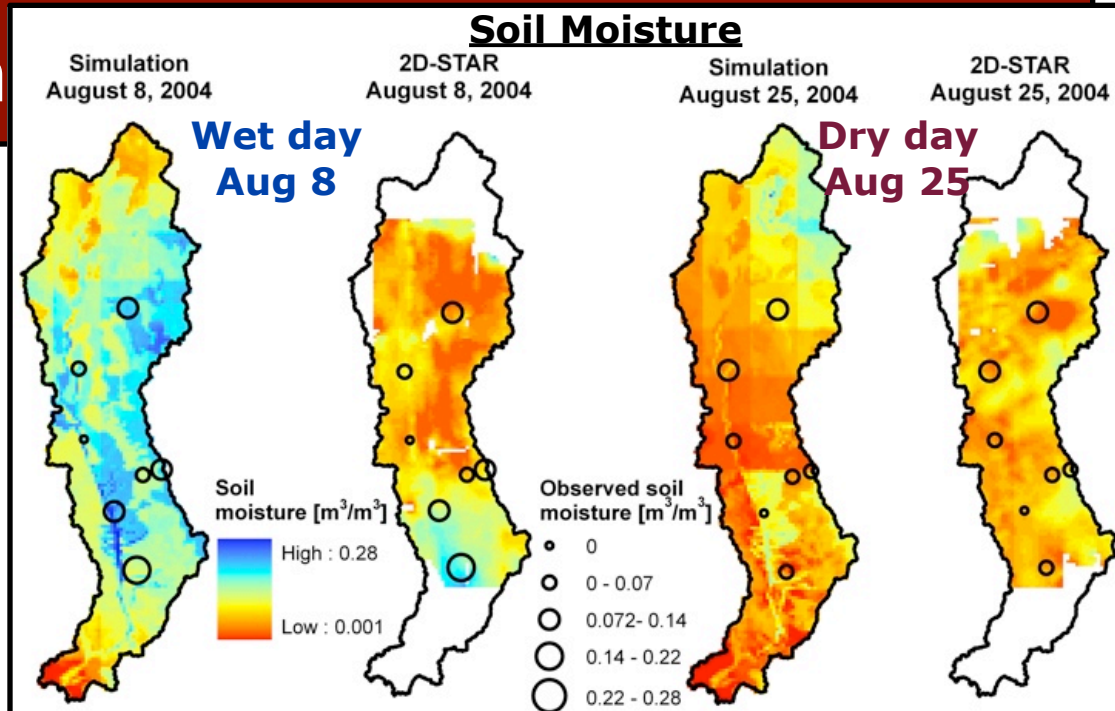 Soil Moisture
Simulation
August 8, 2004
2D-STAR
August 8, 2004
Simulation
August 25, 2004
2D-STAR
August 25, 2004
Wet day
Aug 8
Dry day
Aug 25
Soil
moisture [m³/m³]
High : 0.28
Low : 0.001
Observed soil
moisture [m³/m³]
0
0 - 0.07
0.072- 0.14
0.14 - 0.22
0.22 - 0.28